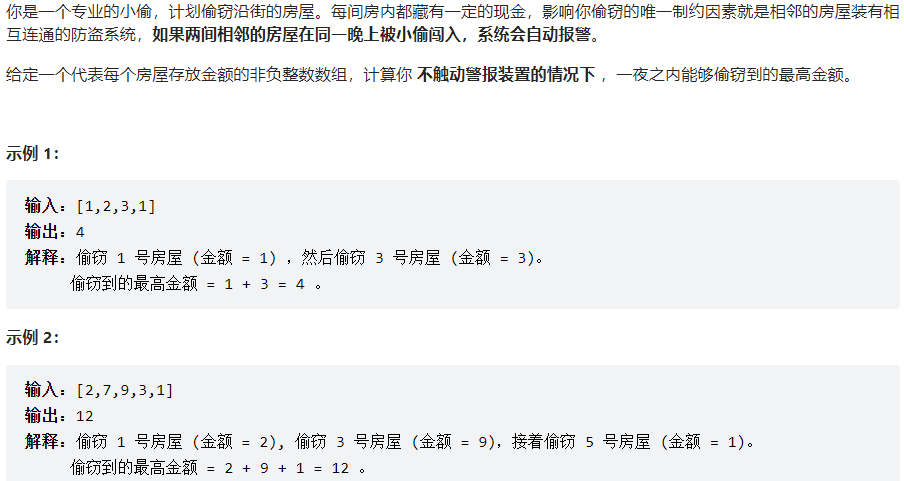 你是一个专业的小偷，计划偷窃沿街的房屋。每间房内都藏有一定的现金，影响你偷窃的唯一制约因素就是相邻的房屋装有相
互连通的防盗系统，如果两间相邻的房屋在同一晚上被小偷闯入，系统会自动报警。
给定一个代表每个房屋存放金额的非负整数数组，计算你 不触动警报装置的情况下 ，一夜之内能够偷窃到的最高金额。
示例 1：
输入：[1,2,3,1]
输出：4
解释：偷窃 1 号房屋 (金额 = 1) ，然后偷窃 3 号房屋 (金额 = 3)。
偷窃到的最高金额 = 1 + 3 = 4 。
示例 2：
输入：[2,7,9,3,1]
输出：12
解释：偷窃 1 号房屋 (金额 = 2), 偷窃 3 号房屋 (金额 = 9)，接着偷窃 5 号房屋 (金额 = 1)。
偷窃到的最高金额 = 2 + 9 + 1 = 12 。